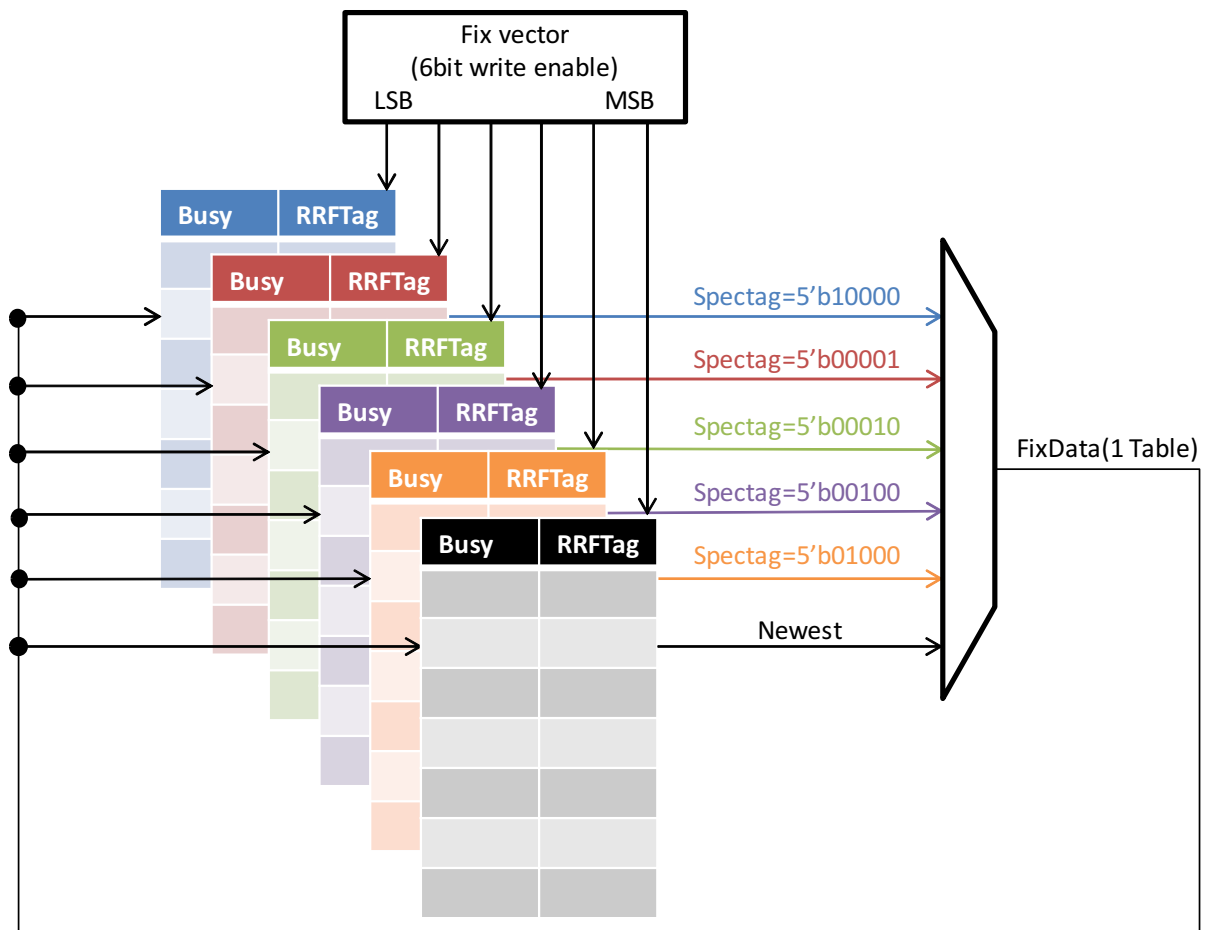 Fix vector
(6bit write enable)
LSB MSB
Busy RRFTag
Busy RRFTag
Spectag=5’b10000
Busy RRFTag
Spectag=5’b00001
Busy RRFTag
Spectag=5’b00010
FixData(1 Table)
Busy RRFTag
Spectag=5’b00100
Busy RRFTag
Spectag=5’b01000
Newest